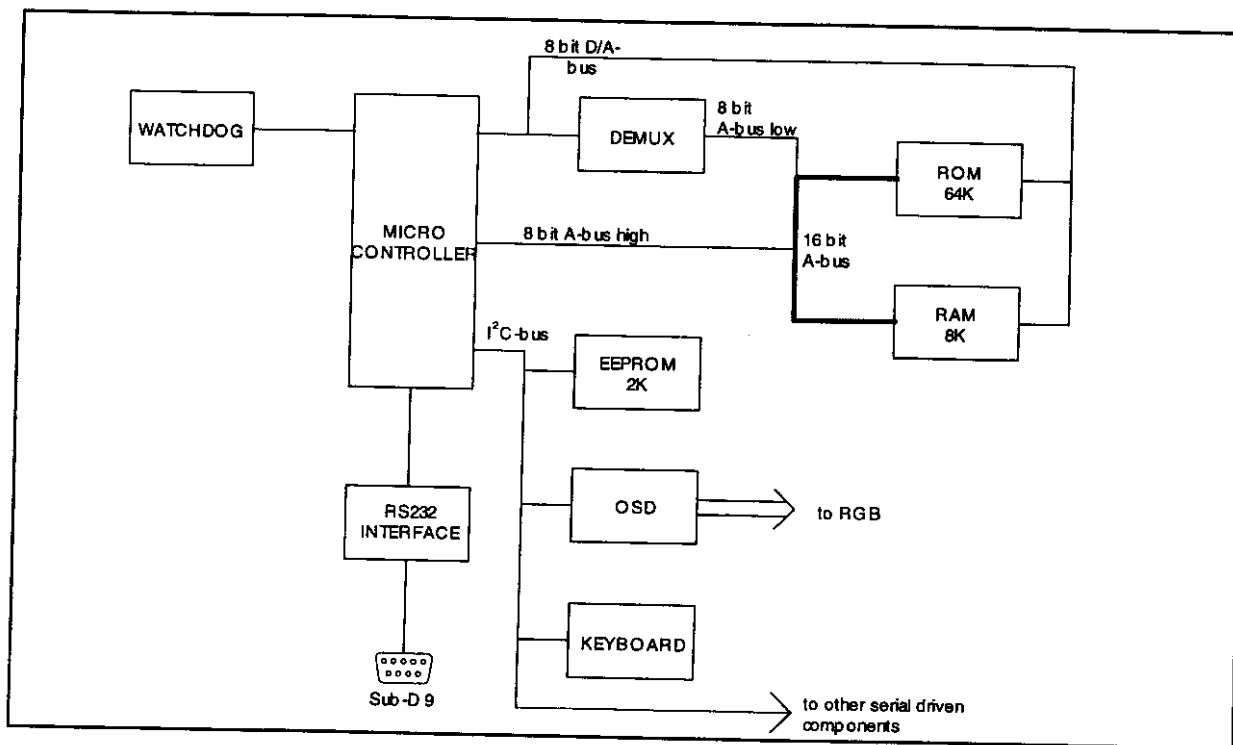 8 bit D/A-
bus
WATCHDOG
DEMUX
8 bit
A-bus low
ROM
64K
MICRO
CONTROLLER
8 bit A-bus high
16 bit
A-bus
RAM
8K
I²C-bus
EEPROM
2K
RS232
INTERFACE
OSD
to RGB
KEYBOARD
Sub-D 9
to other serial driven
components